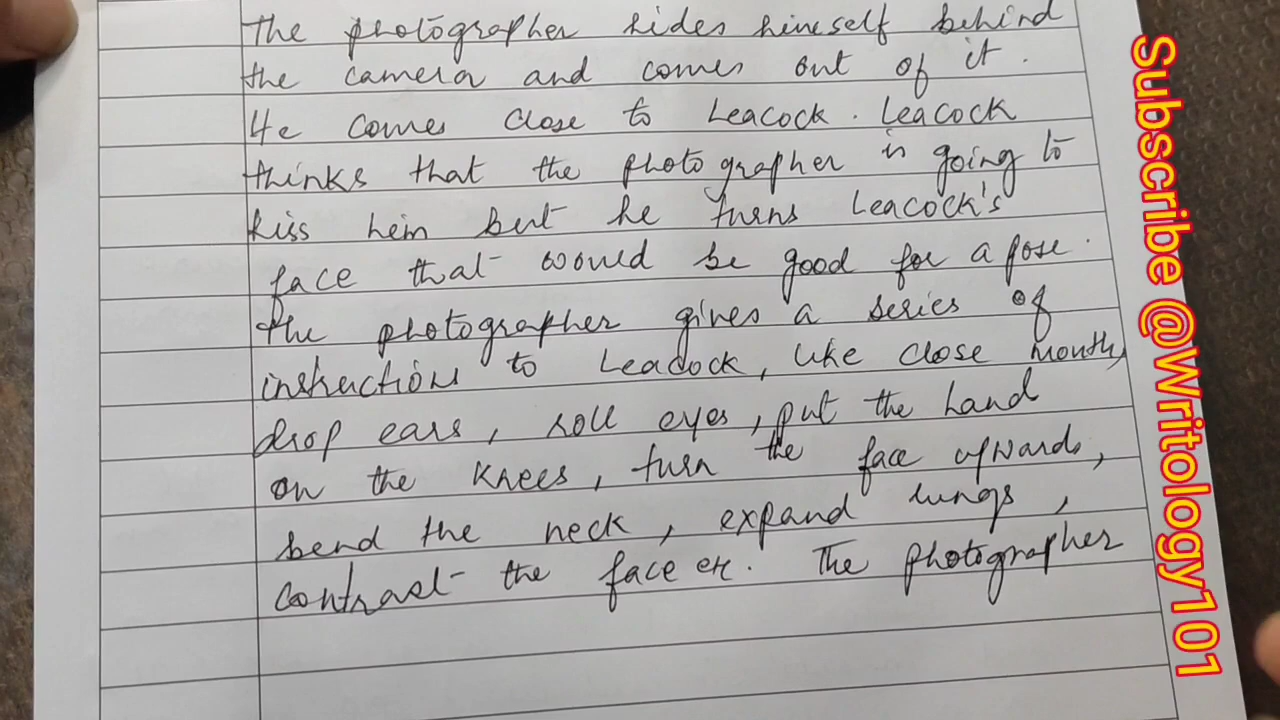 The photographer hides himself behind
the camera and comes out of it.
He comes close to Leacock. Leacock
thinks that the photographer is going to
kiss him but he turns Leacock's
face that would be good for a pose.
The photographer gives a series of
instruction to Leacock, like close mouth,
drop ears, roll eyes, put the hand
on the knees, turn the face upwards,
bend the neck, expand lungs,
contrast the face etc. The photographer
Subscribe @Writology101